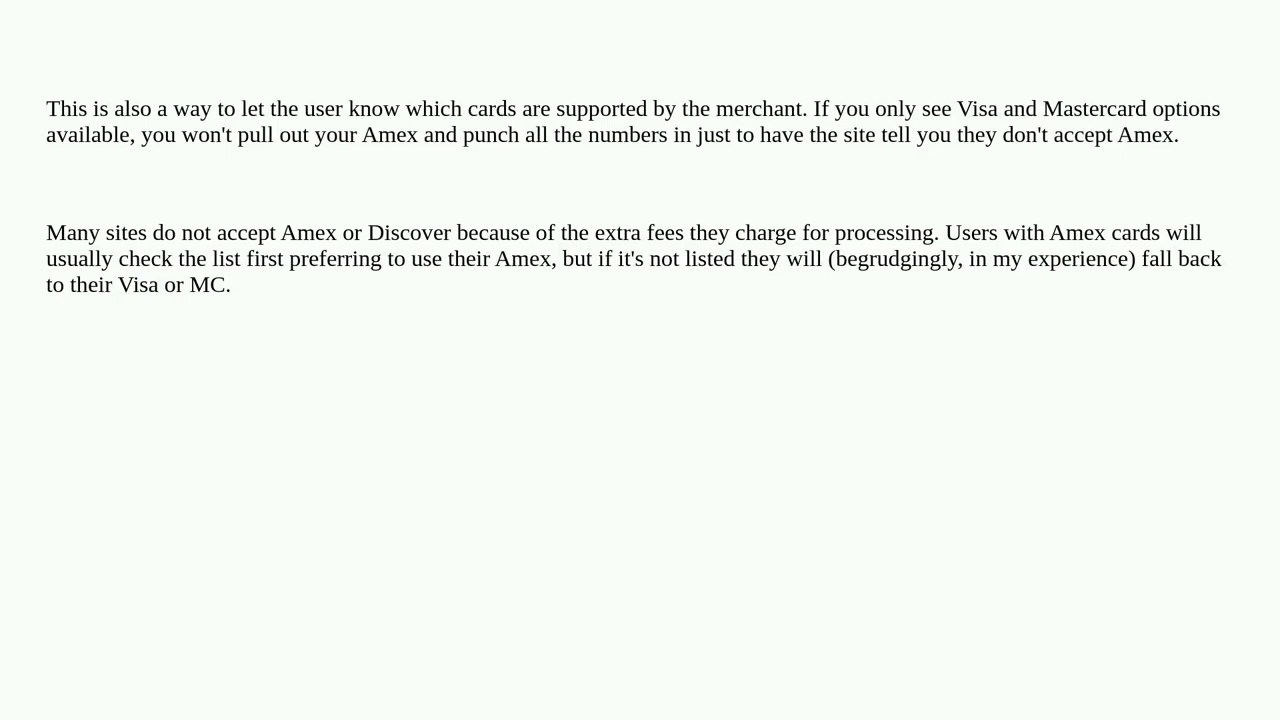 This is also a way to let the user know which cards are supported by the merchant. If you only see Visa and Mastercard options
available, you won't pull out your Amex and punch all the numbers in just to have the site tell you they don't accept Amex.
Many sites do not accept Amex or Discover because of the extra fees they charge for processing. Users with Amex cards will
usually check the list first preferring to use their Amex, but if it's not listed they will (begrudgingly, in my experience) fall back
to their Visa or MC.